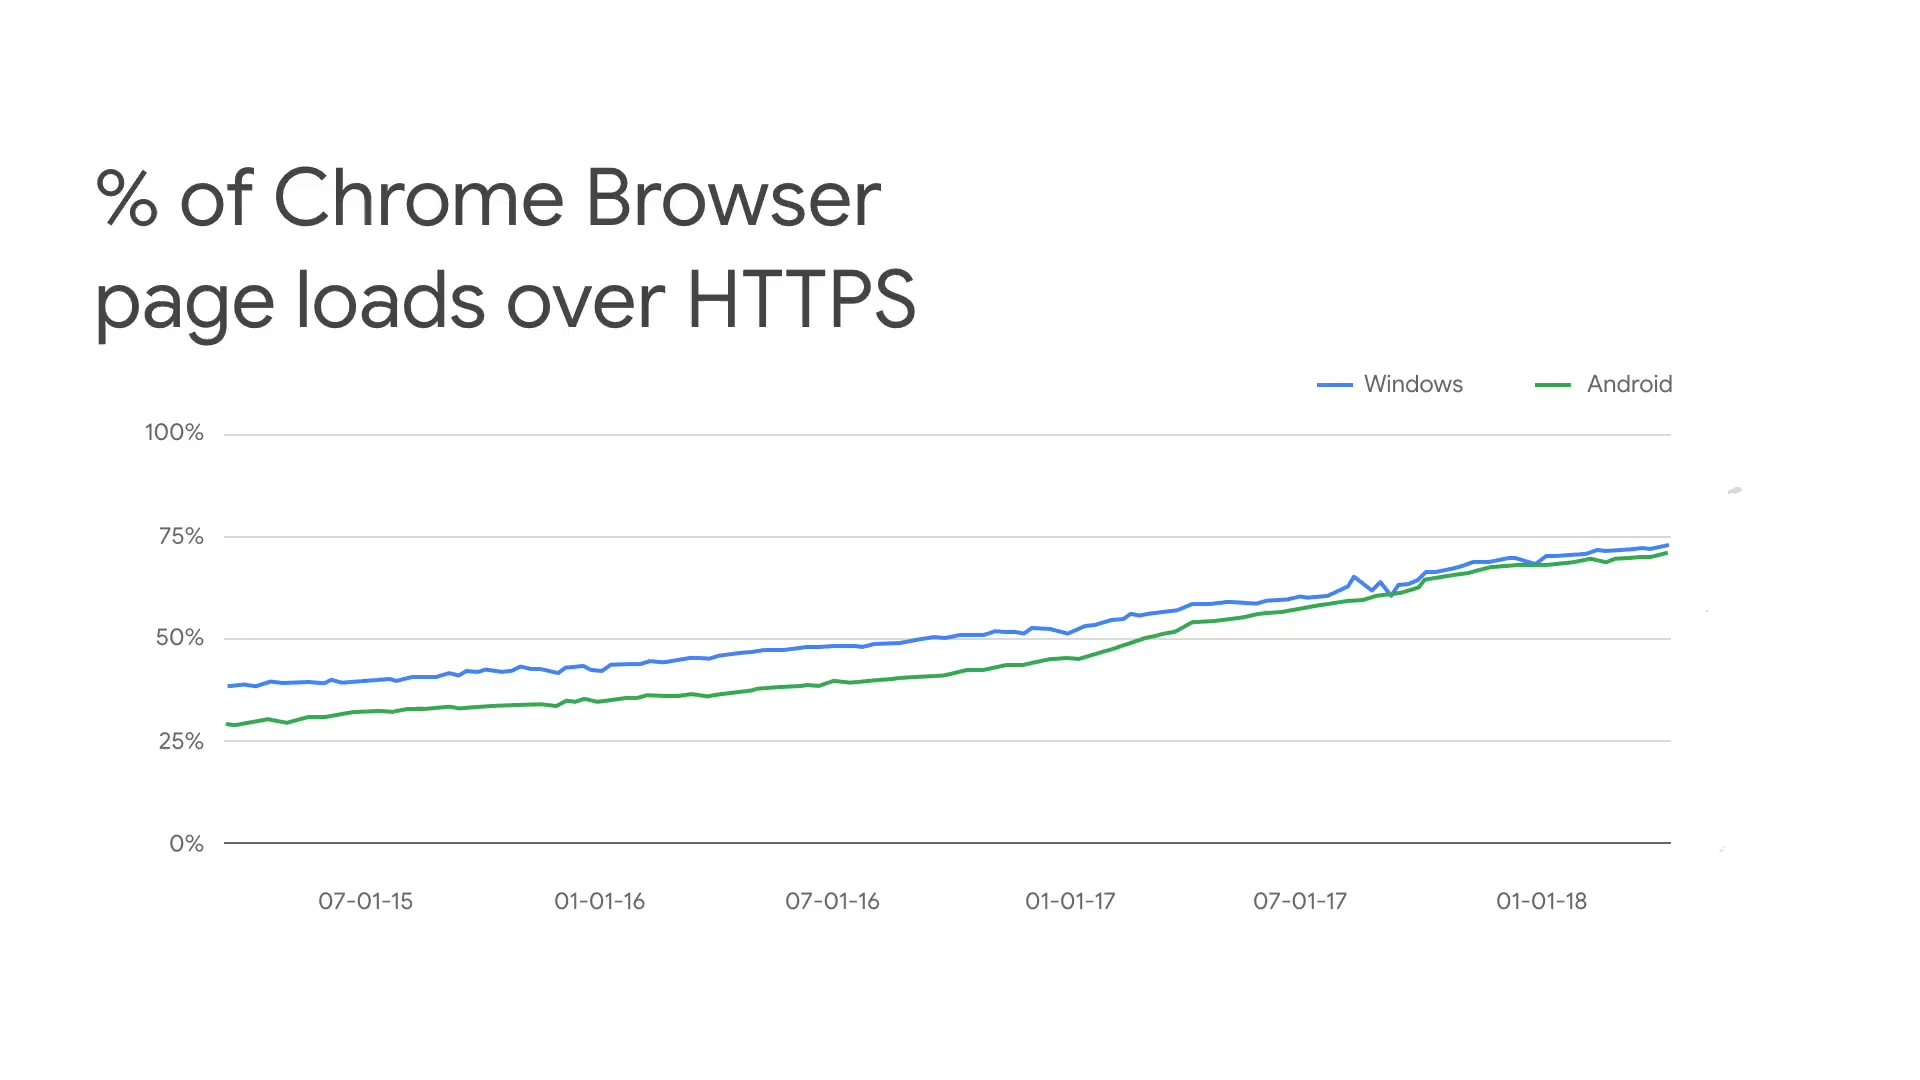 % of Chrome Browser
page loads over HTTPS
Windows
Android
100%
75%
50%
25%
0%
07-01-15
01-01-16
07-01-16
01-01-17
07-01-17
01-01-18